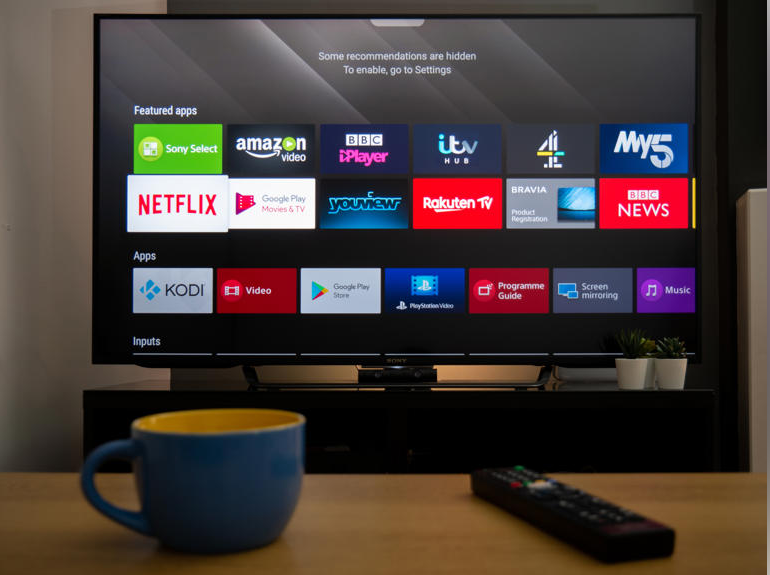 Some recommendations are hidden
To enable, go to Settings
Featured apps
Sony Select
amazon
video
BBC
iPlayer
itv
HUB
4
My5
NETFLIX
Google Play
Movies & TV
youview
Rakuten TV
BRAVIA
Product
Registration
BBC
NEWS
Apps
KODI
Video
Google Play
Store
PlayStation Video
Programme
Guide
Screen
mirroring
Music
Inputs
SONY